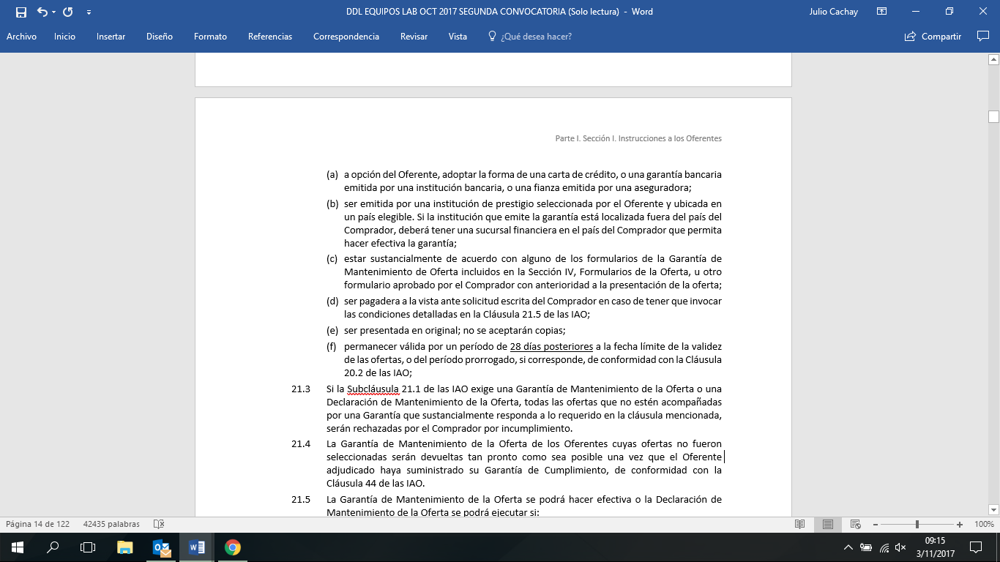 DDL EQUIPOS LAB OCT 2017 SEGUNDA CONVOCATORIA (Solo lectura) - Word
Julio Cachay
Archivo Inicio Insertar Diseño Formato Referencias Correspondencia Revisar Vista ¿Qué desea hacer? Compartir
Parte I. Sección I. Instrucciones a los Oferentes
(a) a opción del Oferente, adoptar la forma de una carta de crédito, o una garantía bancaria
emitida por una institución bancaria, o una fianza emitida por una aseguradora;
(b) ser emitida por una institución de prestigio seleccionada por el Oferente y ubicada en
un país elegible. Si la institución que emite la garantía está localizada fuera del país del
Comprador, deberá tener una sucursal financiera en el país del Comprador que permita
hacer efectiva la garantía;
(c) estar sustancialmente de acuerdo con alguno de los formularios de la Garantía de
Mantenimiento de Oferta incluidos en la Sección IV, Formularios de la Oferta, u otro
formulario aprobado por el Comprador con anterioridad a la presentación de la oferta;
(d) ser pagadera a la vista ante solicitud escrita del Comprador en caso de tener que invocar
las condiciones detalladas en la Cláusula 21.5 de las IAO;
(e) ser presentada en original; no se aceptarán copias;
(f) permanecer válida por un período de 28 días posteriores a la fecha límite de la validez
de las ofertas, o del período prorrogado, si corresponde, de conformidad con la Cláusula
20.2 de las IAO;
21.3 Si la Subcláusula 21.1 de las IAO exige una Garantía de Mantenimiento de la Oferta o una
Declaración de Mantenimiento de la Oferta, todas las ofertas que no estén acompañadas
por una Garantía que sustancialmente responda a lo requerido en la cláusula mencionada,
serán rechazadas por el Comprador por incumplimiento.
21.4 La Garantía de Mantenimiento de la Oferta de los Oferentes cuyas ofertas no fueron
seleccionadas serán devueltas tan pronto como sea posible una vez que el Oferente
adjudicado haya suministrado su Garantía de Cumplimiento, de conformidad con la
Cláusula 44 de las IAO.
21.5 La Garantía de Mantenimiento de la Oferta se podrá hacer efectiva o la Declaración de
Mantenimiento de la Oferta se podrá ejecutar si:
Página 14 de 122 42435 palabras 100%
09:15
3/11/2017